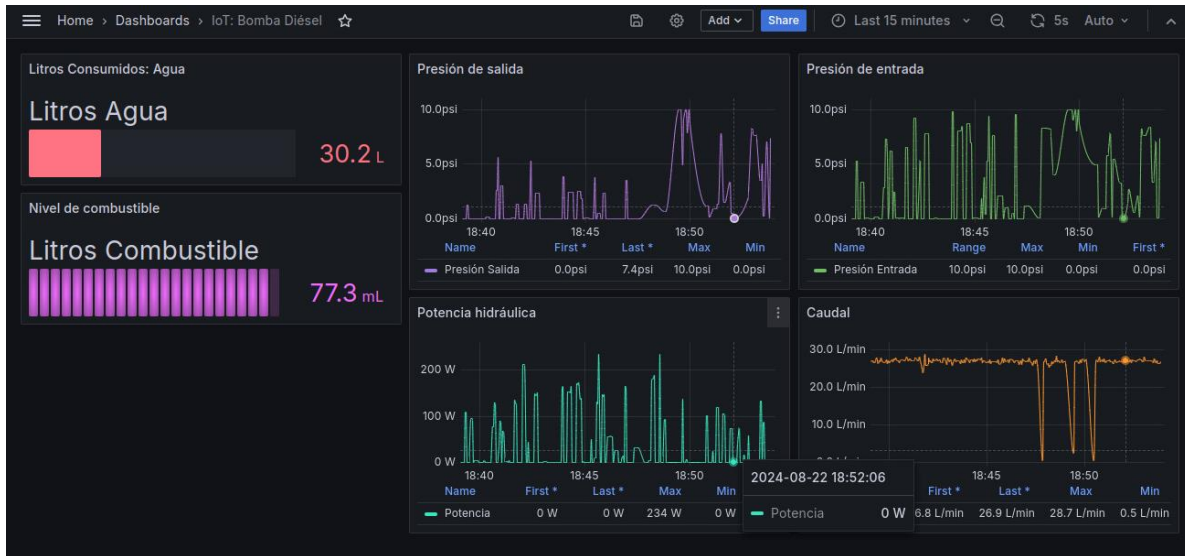 Home › Dashboards › IoT: Bomba Diésel
Add
Share
Last 15 minutes
5s Auto
Litros Consumidos: Agua
Litros Agua
30.2 L
Nivel de combustible
Litros Combustible
77.3 mL
Presión de salida
10.0psi
5.0psi
0.0psi
18:40 18:45 18:50
Name First * Last * Max Min
Presión Salida 0.0psi 7.4psi 10.0psi 0.0psi
Presión de entrada
10.0psi
5.0psi
0.0psi
18:40 18:45 18:50
Name Range Max Min First *
Presión Entrada 10.0psi 10.0psi 0.0psi 0.0psi
Potencia hidráulica
200 W
100 W
0 W
18:40 18:45 18:50
Name First * Last * Max Min
Potencia 0 W 0 W 234 W 0 W
Caudal
30.0 L/min
20.0 L/min
10.0 L/min
18:45 18:50
First * Last * Max Min
6.8 L/min 26.9 L/min 28.7 L/min 0.5 L/min
2024-08-22 18:52:06
Potencia 0 W